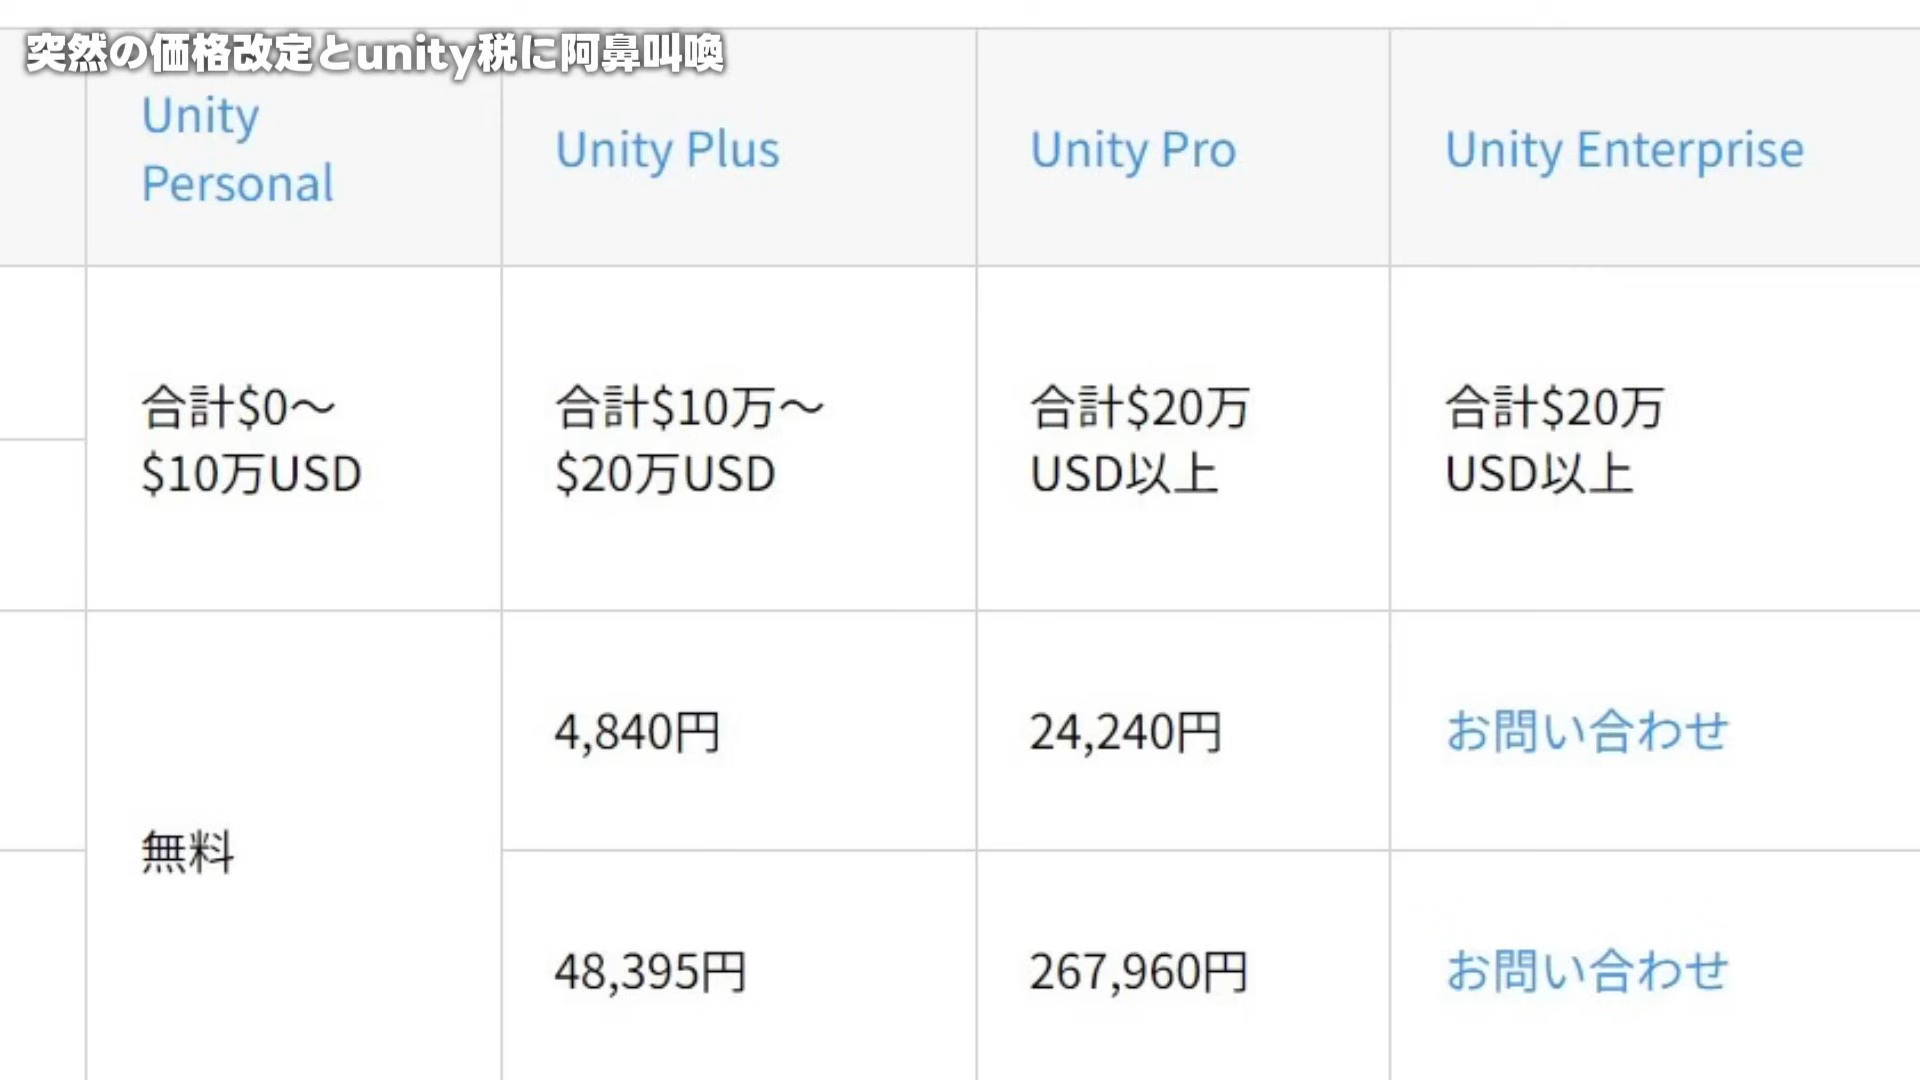 突然の価格改定とunity税に阿鼻叫喚
Unity
Personal
Unity Plus
Unity Pro
Unity Enterprise
合計$0～
$10万USD
合計$10万～
$20万USD
合計$20万
USD以上
合計$20万
USD以上
無料
4,840円
24,240円
お問い合わせ
48,395円
267,960円
お問い合わせ